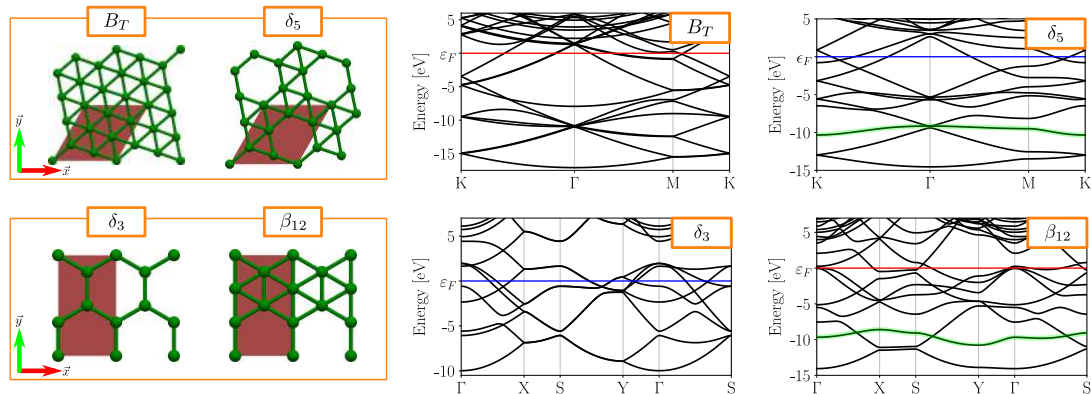 B_T
δ_5
y⃗
x⃗
δ_3
β_12
y⃗
x⃗
B_T
Energy [eV]
5
ε_F
-5
-10
-15
K
Γ
M
K
δ_5
Energy [eV]
5
ϵ_F
-5
-10
-15
K
Γ
M
K
δ_3
Energy [eV]
5
ε_F
-5
-10
Γ
X
S
Y
Γ
S
β_12
Energy [eV]
5
ε_F
-5
-10
-15
Γ
X
S
Y
Γ
S